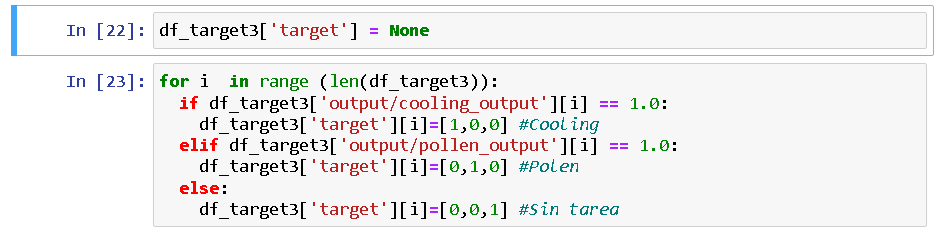 In [22]: df_target3['target'] = None
In [23]: for i  in range (len(df_target3)):
  if df_target3['output/cooling_output'][i] == 1.0:
    df_target3['target'][i]=[1,0,0] #Cooling
  elif df_target3['output/pollen_output'][i] == 1.0:
    df_target3['target'][i]=[0,1,0] #Polen
  else:
    df_target3['target'][i]=[0,0,1] #Sin tarea